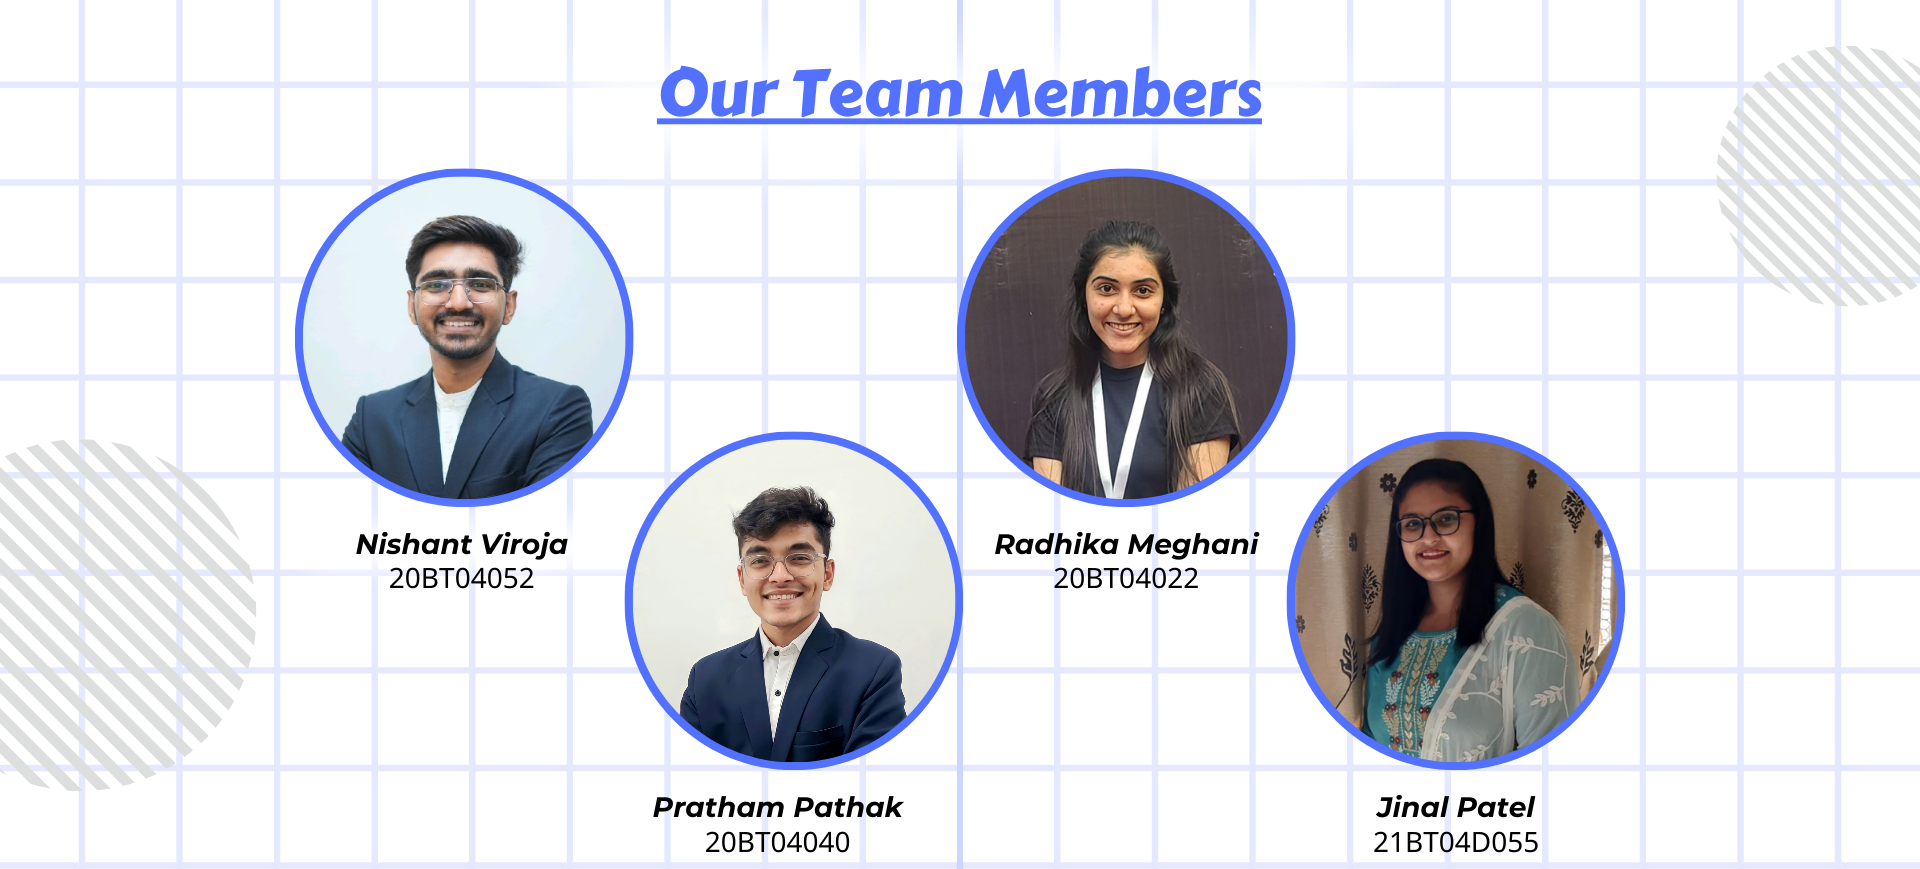 Our Team Members
Nishant Viroja
20BT04052
Radhika Meghani
20BT04022
Pratham Pathak
20BT04040
Jinal Patel
21BT04D055